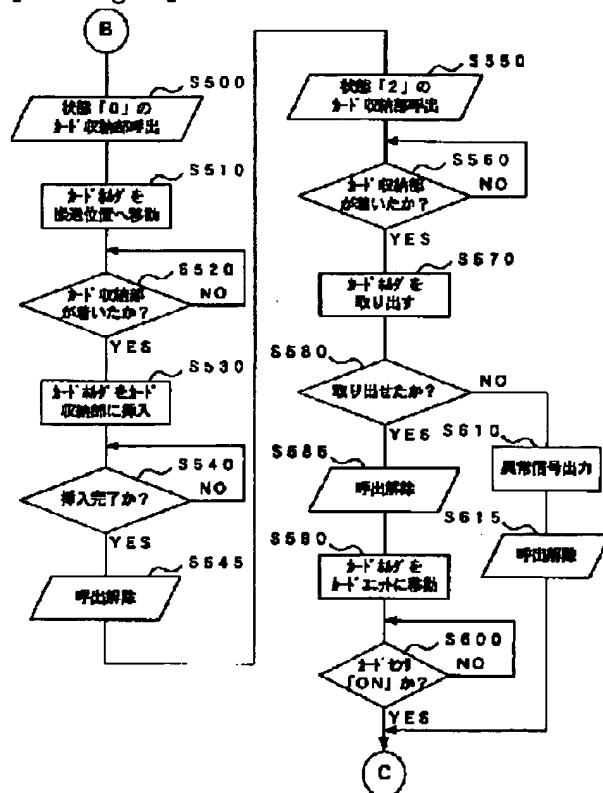 B
S500
状態「0」の
カード収納部呼出
S510
カードホルダを
搬送位置へ移動
S520
カード収納部
が着いたか?
NO
YES
S530
カードホルダをカード
収納部に挿入
S540
挿入完了か?
NO
YES
S545
呼出解除
S550
状態「2」の
カード収納部呼出
S560
カード収納部
が着いたか?
NO
YES
S570
カードホルダを
取り出す
S580
取り出せたか?
NO
YES
S610
異常信号出力
S585
呼出解除
S615
呼出解除
S590
カードホルダを
カードユニットに移動
S600
カードセンサ
「ON」か?
NO
YES
C